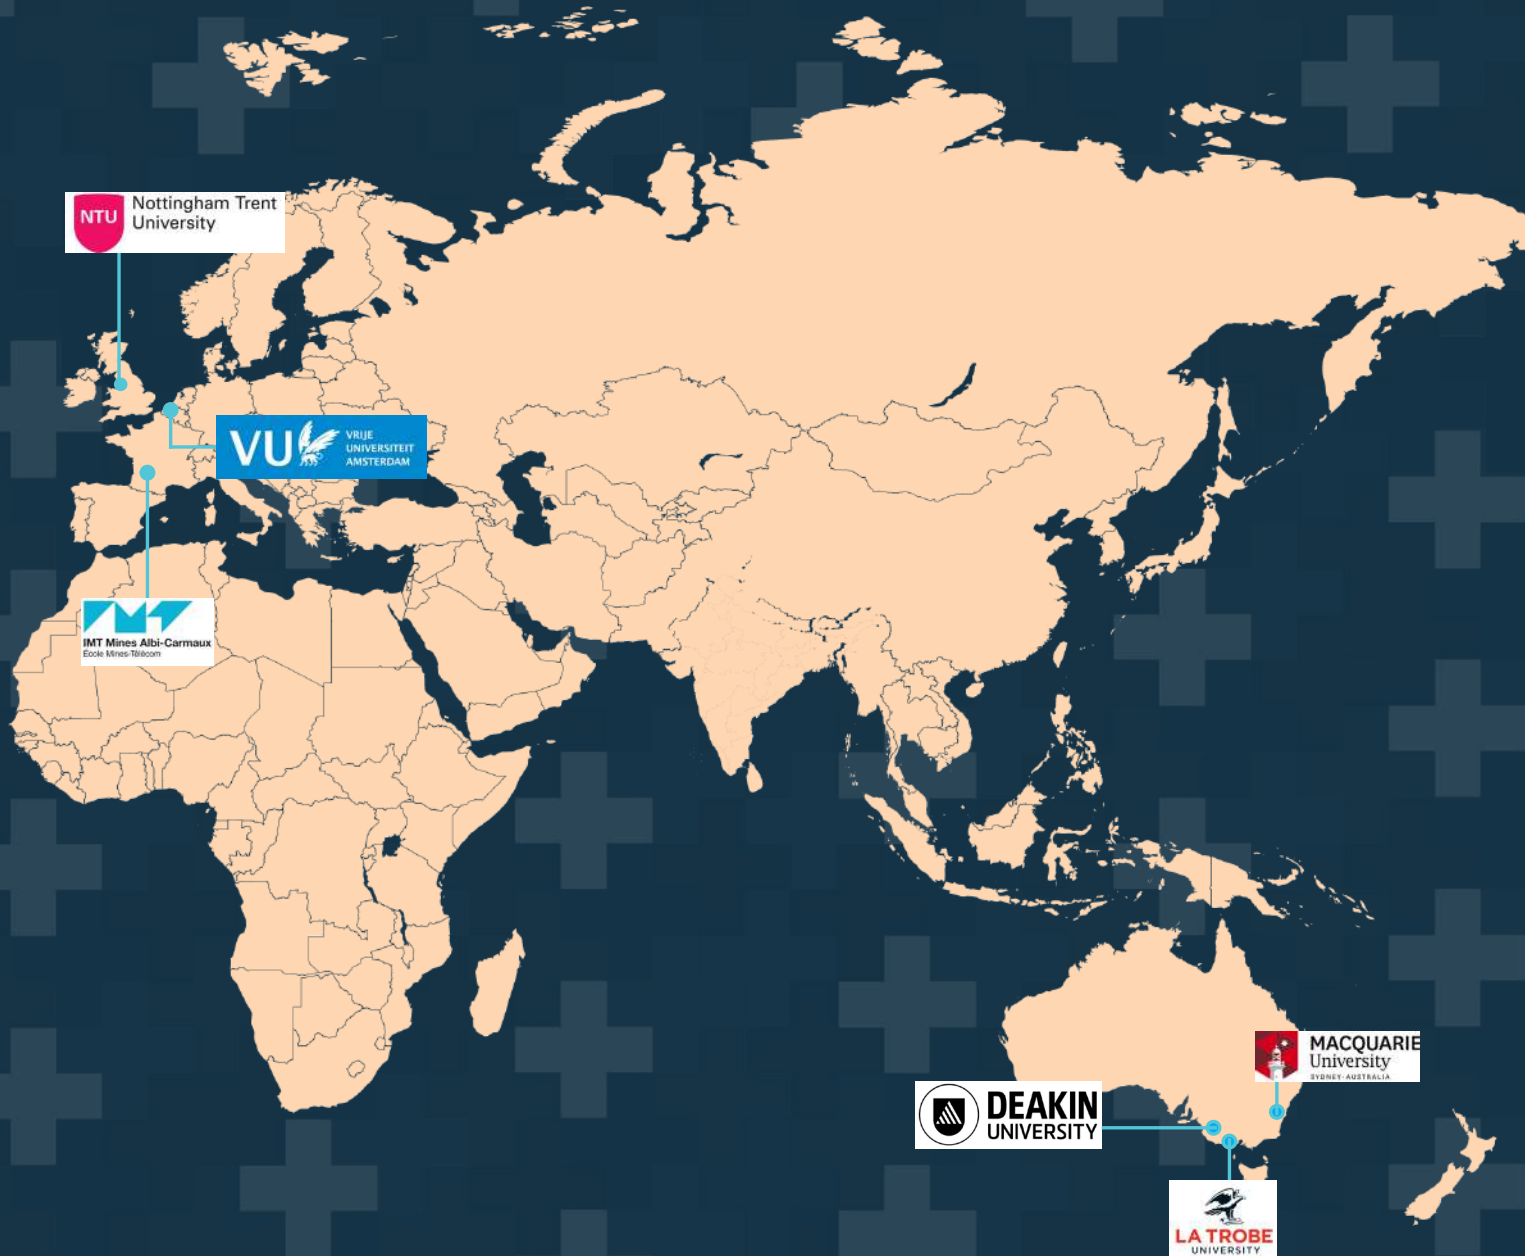 NTU
Nottingham Trent
University
VU
VRIJE
UNIVERSITEIT
AMSTERDAM
IMT Mines Albi-Carmaux
École Mines-Télécom
MACQUARIE
University
SYDNEY · AUSTRALIA
DEAKIN
UNIVERSITY
LA TROBE
UNIVERSITY